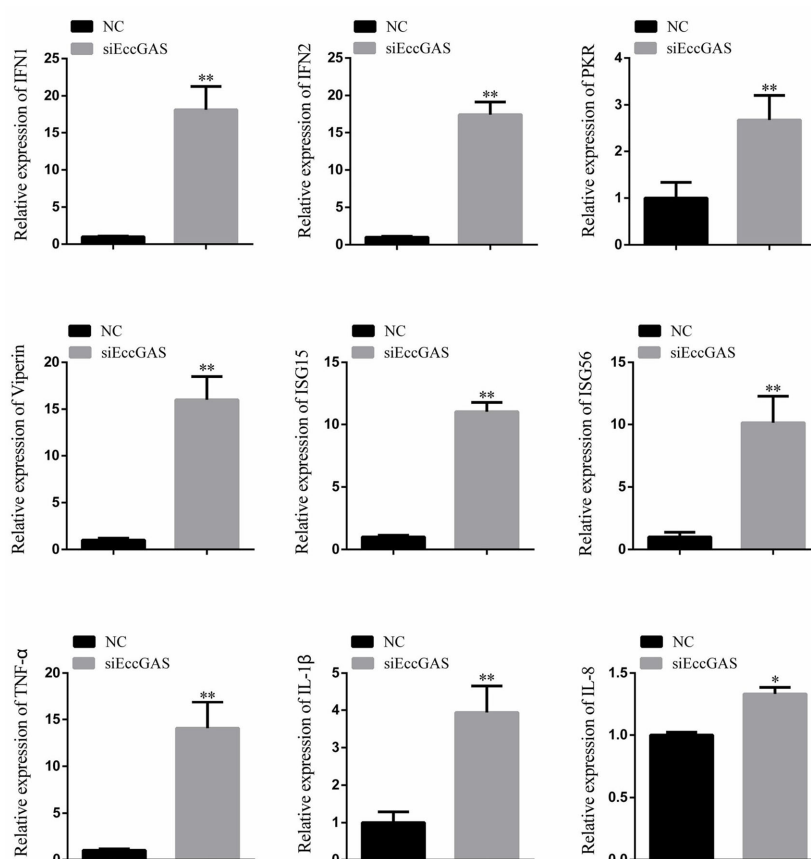 NC
siEccGAS
Relative expression of IFN1
25
20
15
10
5
0
**
NC
siEccGAS
Relative expression of IFN2
25
20
15
10
5
0
**
NC
siEccGAS
Relative expression of PKR
4
3
2
1
0
**
NC
siEccGAS
Relative expression of Viperin
20
15
10
5
0
**
NC
siEccGAS
Relative expression of ISG15
15
10
5
0
**
NC
siEccGAS
Relative expression of ISG56
15
10
5
0
**
NC
siEccGAS
Relative expression of TNF-α
20
15
10
5
0
**
NC
siEccGAS
Relative expression of IL-1β
5
4
3
2
1
0
**
NC
siEccGAS
Relative expression of IL-8
1.5
1.0
0.5
0.0
*